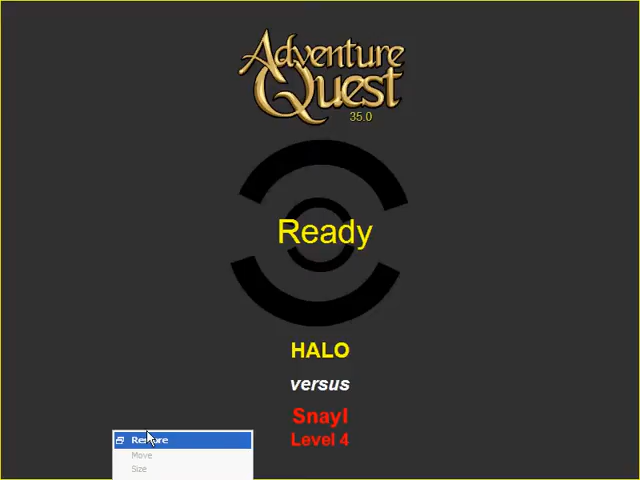 Adventure
Quest
35.0
Ready
HALO
versus
Snayl
Level 4
Restore
Move
Size